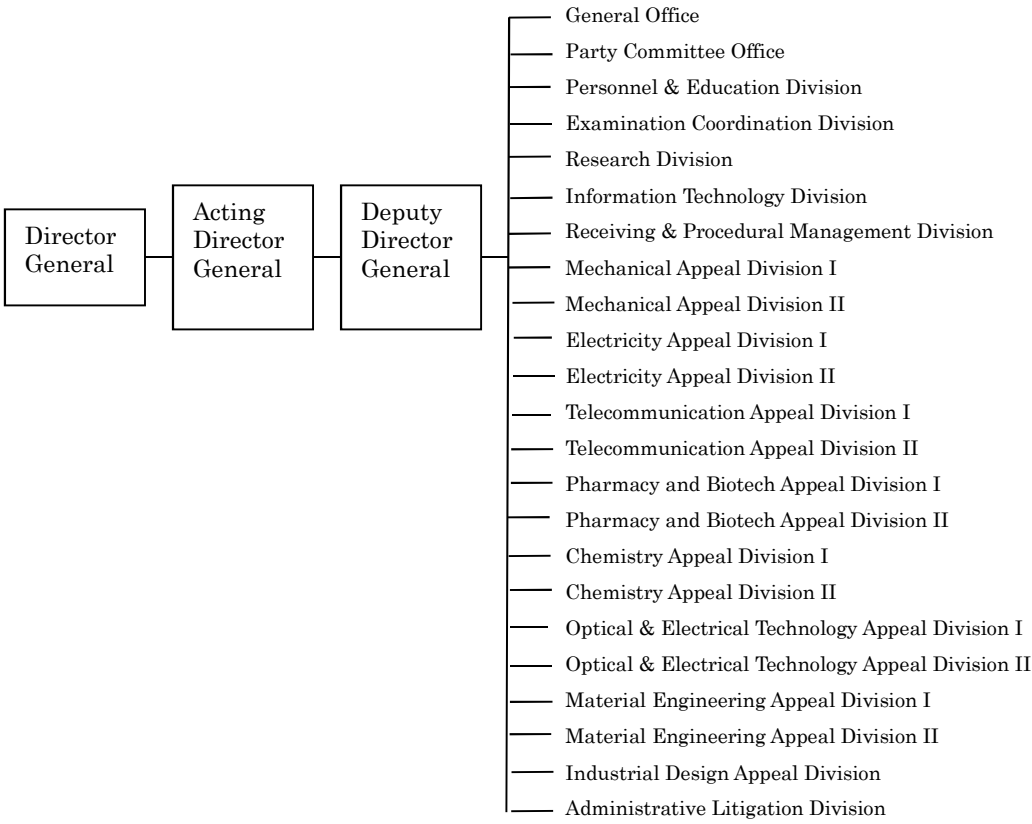 Director
General
Acting
Director
General
Deputy
Director
General
General Office
Party Committee Office
Personnel & Education Division
Examination Coordination Division
Research Division
Information Technology Division
Receiving & Procedural Management Division
Mechanical Appeal Division I
Mechanical Appeal Division II
Electricity Appeal Division I
Electricity Appeal Division II
Telecommunication Appeal Division I
Telecommunication Appeal Division II
Pharmacy and Biotech Appeal Division I
Pharmacy and Biotech Appeal Division II
Chemistry Appeal Division I
Chemistry Appeal Division II
Optical & Electrical Technology Appeal Division I
Optical & Electrical Technology Appeal Division II
Material Engineering Appeal Division I
Material Engineering Appeal Division II
Industrial Design Appeal Division
Administrative Litigation Division